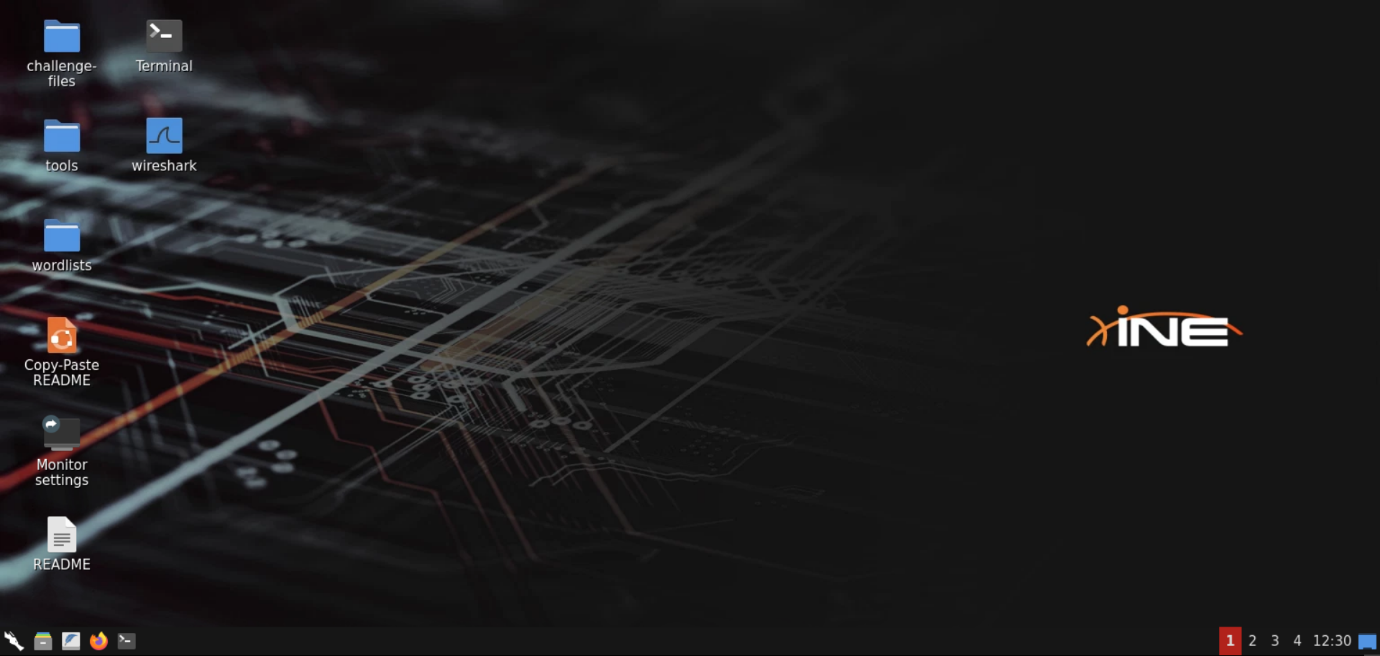 challenge-
files
Terminal
tools
wireshark
wordlists
Copy-Paste
README
INE
Monitor
settings
README
1 2 3 4 12:30